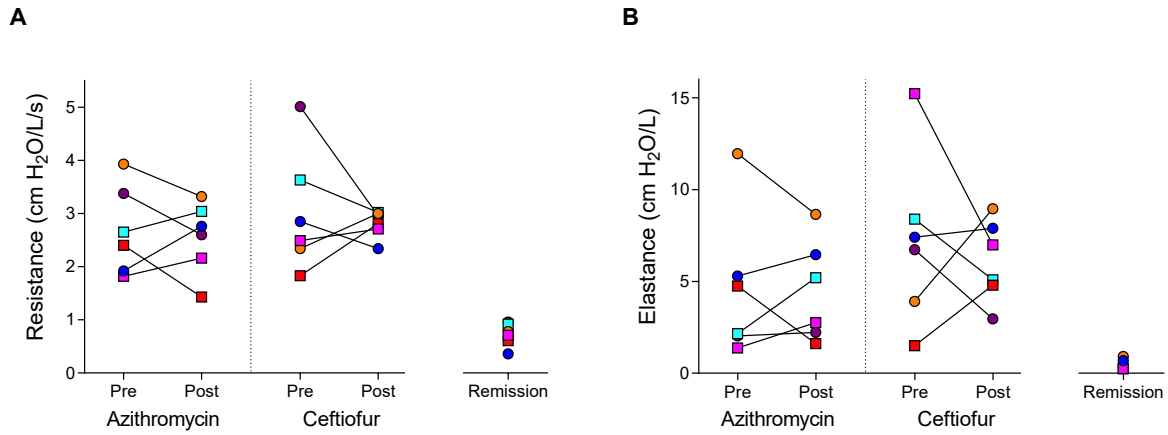 A
Resistance (cm H₂O/L/s)
5
4
3
2
1
0
Pre Post Pre Post Remission
Azithromycin Ceftiofur
B
Elastance (cm H₂O/L)
15
10
5
0
Pre Post Pre Post Remission
Azithromycin Ceftiofur